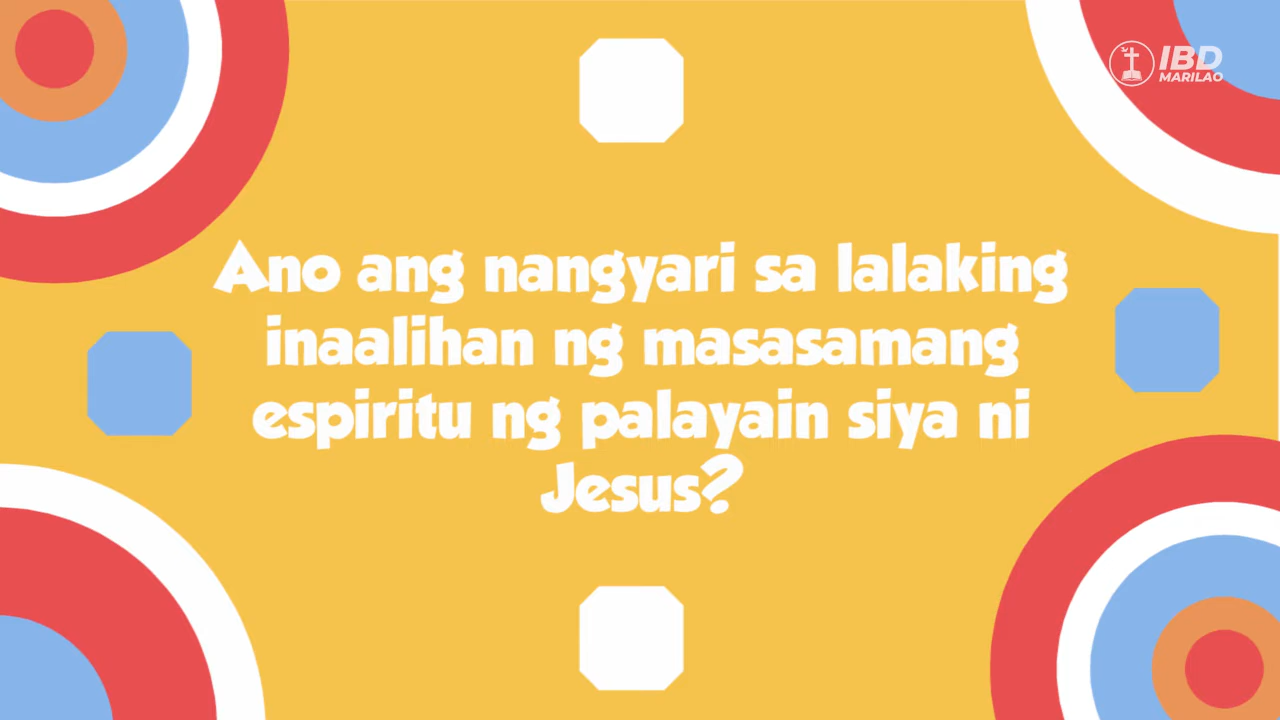 IBD
MARILAO
Ano ang nangyari sa lalaking
inaalihan ng masasamang
espiritu ng palayain siya ni
Jesus?